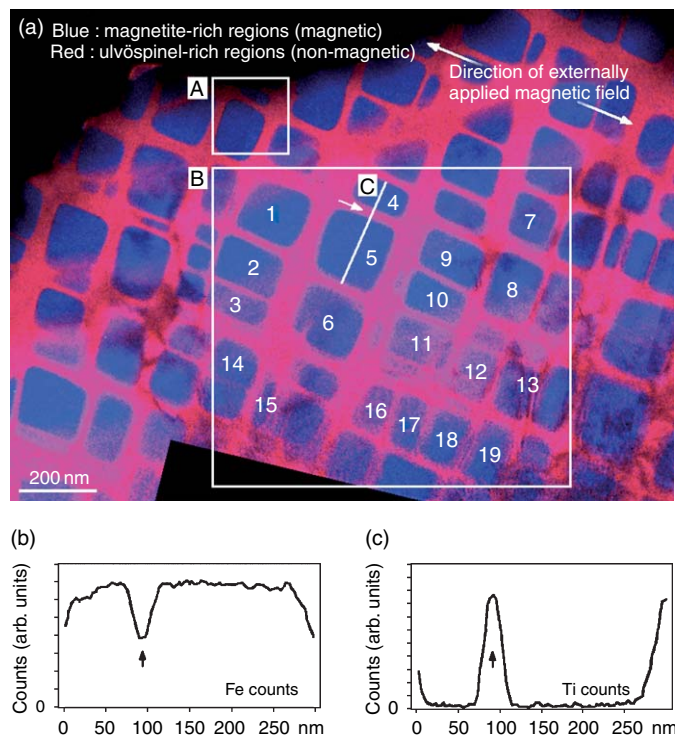 (a) Blue : magnetite-rich regions (magnetic)
Red : ulvöspinel-rich regions (non-magnetic)
Direction of externally
applied magnetic field
A
B
C
1
4
7
5
2
9
8
3
10
6
11
14
12
13
15
16
17
18
19
200 nm
(b)
Counts (arb. units)
0
Fe counts
0 50 100 150 200 250 nm
(c)
Counts (arb. units)
0
Ti counts
0 50 100 150 200 250 nm